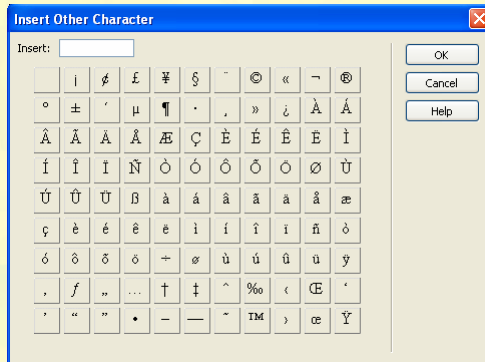 Insert Other Character
Insert:
OK
¡ ¢ £ ¥ § ¨ © « ¬ ®
Cancel
° ± ´ µ ¶ · ¸ » ¿ À Á
Help
Â Ã Ä Å Æ Ç È É Ê Ë Ì
Í Î Ï Ñ Ò Ó Ô Õ Ö Ø Ù
Ú Û Ü ß à á â ã ä å æ
ç è é ê ë ì í î ï ñ ò
ó ô õ ö ÷ ø ù ú û ü ÿ
‚ ƒ „ … † ‡ ˆ ‰ ‹ Œ ‘
’ “ ” • – — ˜ ™ › œ Ÿ